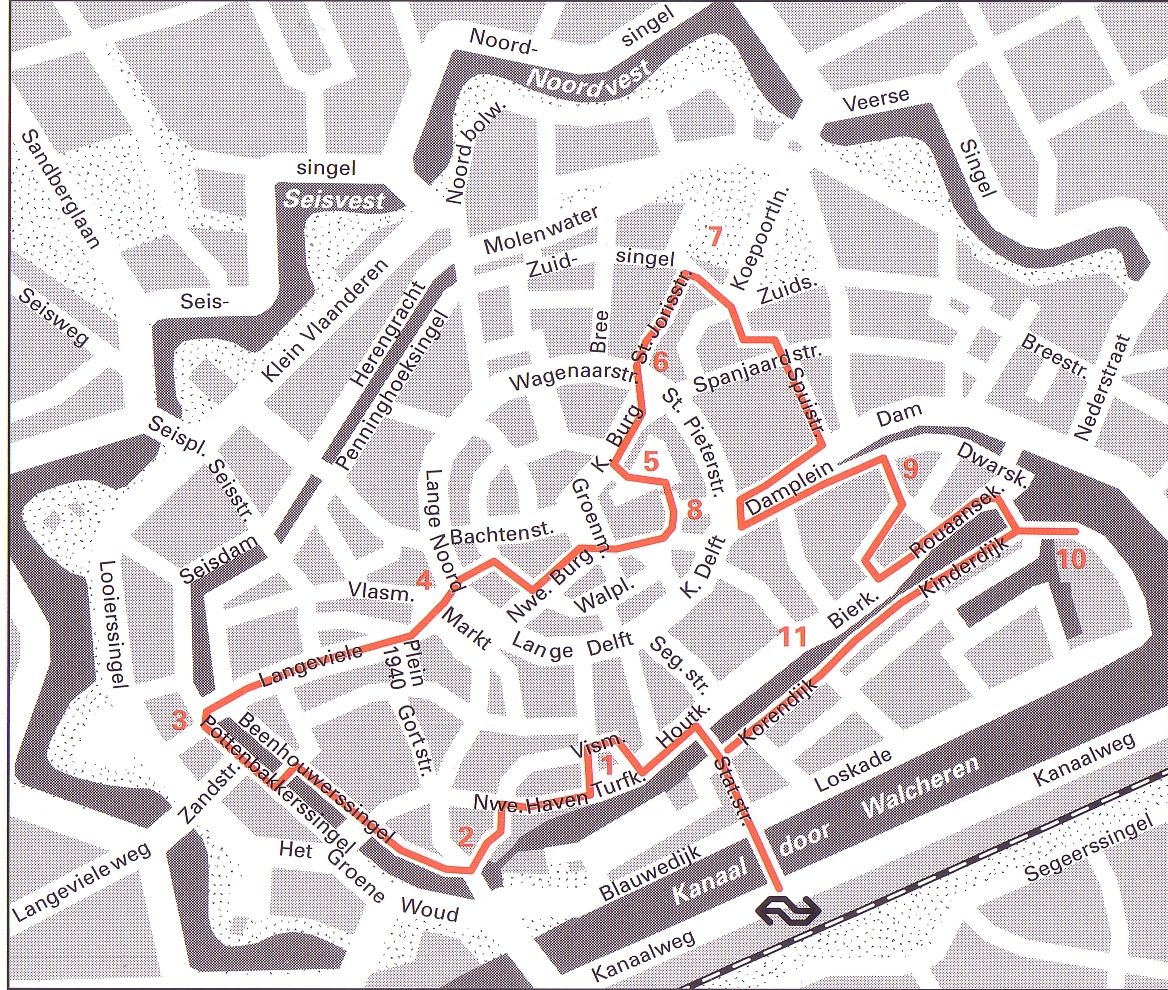 Noord-
singel
Noordvest
Veerse
Singel
Sandberglaan
Noord bolw.
singel
Seisvest
Molenwater
Zuid-
singel
7
Koepoortln.
Zuids.
Seis-
Seisweg
Klein Vlaanderen
Herengracht
Penninghoeksingel
Bree
St. Jorisstr.
6
Wagenaarstr.
Spanjaardstr.
Spuistr.
Breestr.
Nederstraat
Seispl.
Seisstr.
K. Burg
St. Pieterstr.
Dam
5
Dwarsk.
9
Lange Noord
Groenm.
8
Damplein
Rouaansek.
Bachtenst.
Seisdam
Looierssingel
4
Vlasm.
Nwe. Burg
Walpl.
K. Delft
Kinderdijk
10
Markt
Lange Delft
Bierk.
11
Plein
1940
Seg.str.
Langeviele
3
Pottenbakkerssingel
Beenhouwerssingel
Gortstr.
Vism.
1
Houtk.
Korendijk
Zandstr.
Nwe. Haven
Turfk.
Stat.str.
Loskade
Kanaalweg
2
Het Groene Woud
Langeviele weg
Blauwedijk
Kanaal door Walcheren
Segeerssingel
Kanaalweg